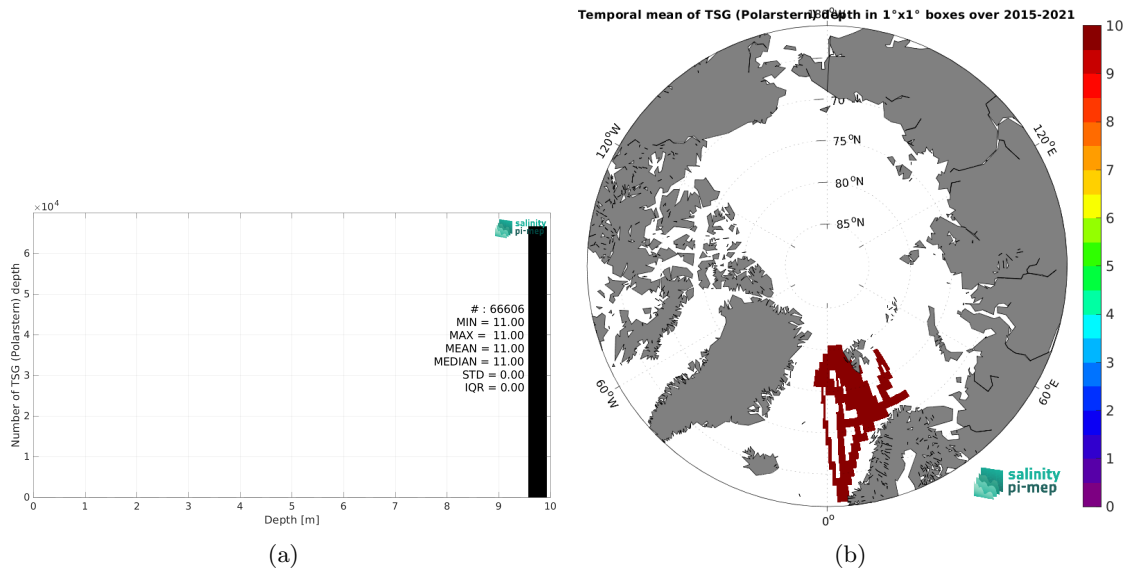 ×10⁴
6
5
4
3
2
1
0
Number of TSG (Polarstern) depth
salinity
pi-mep
# : 66606
MIN = 11.00
MAX = 11.00
MEAN = 11.00
MEDIAN = 11.00
STD = 0.00
IQR = 0.00
0 1 2 3 4 5 6 7 8 9 10
Depth [m]
(a)
Temporal mean of TSG (Polarstern) depth in 1°x1° boxes over 2015-2021
180°W
70
75°N
80°N
85°N
120°W
120°E
60°W
60°E
0°
salinity
pi-mep
10
9
8
7
6
5
4
3
2
1
0
(b)